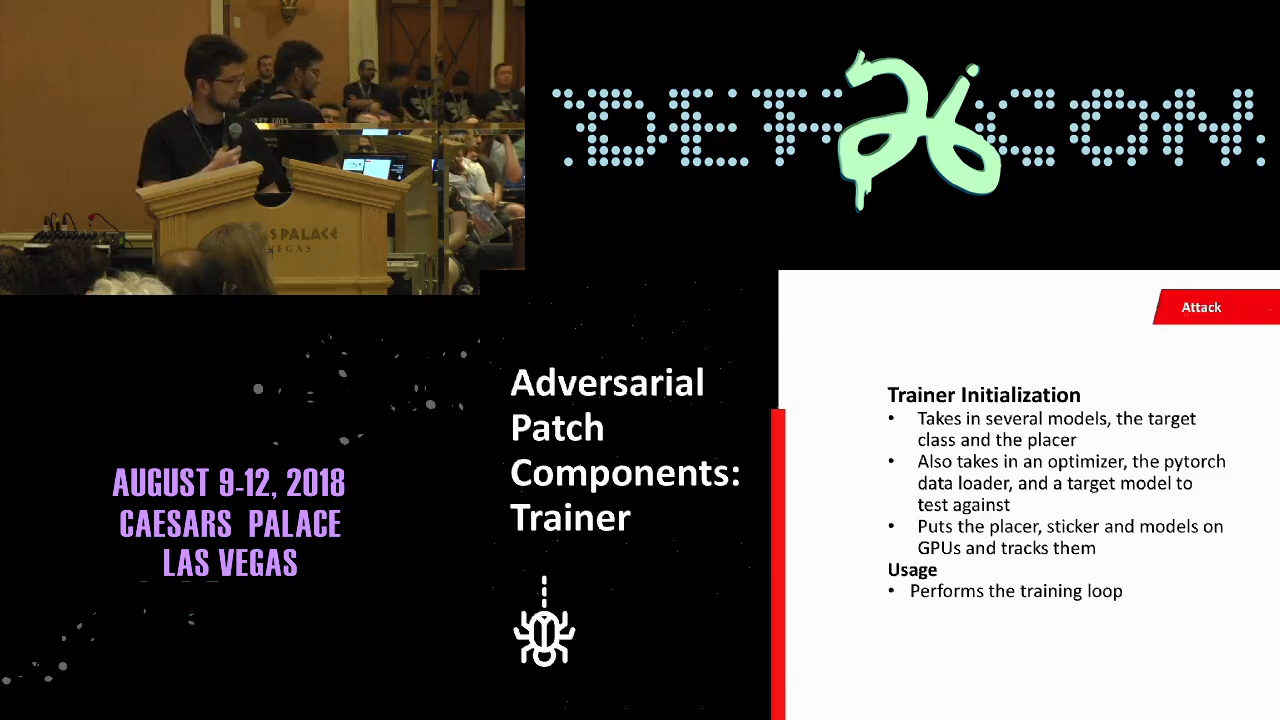 DEF 26 CON
S PALACE
EGAS
Attack
Adversarial
Patch
Components:
Trainer
Trainer Initialization
• Takes in several models, the target
class and the placer
• Also takes in an optimizer, the pytorch
data loader, and a target model to
test against
• Puts the placer, sticker and models on
GPUs and tracks them
Usage
• Performs the training loop
AUGUST 9-12, 2018
CAESARS PALACE
LAS VEGAS